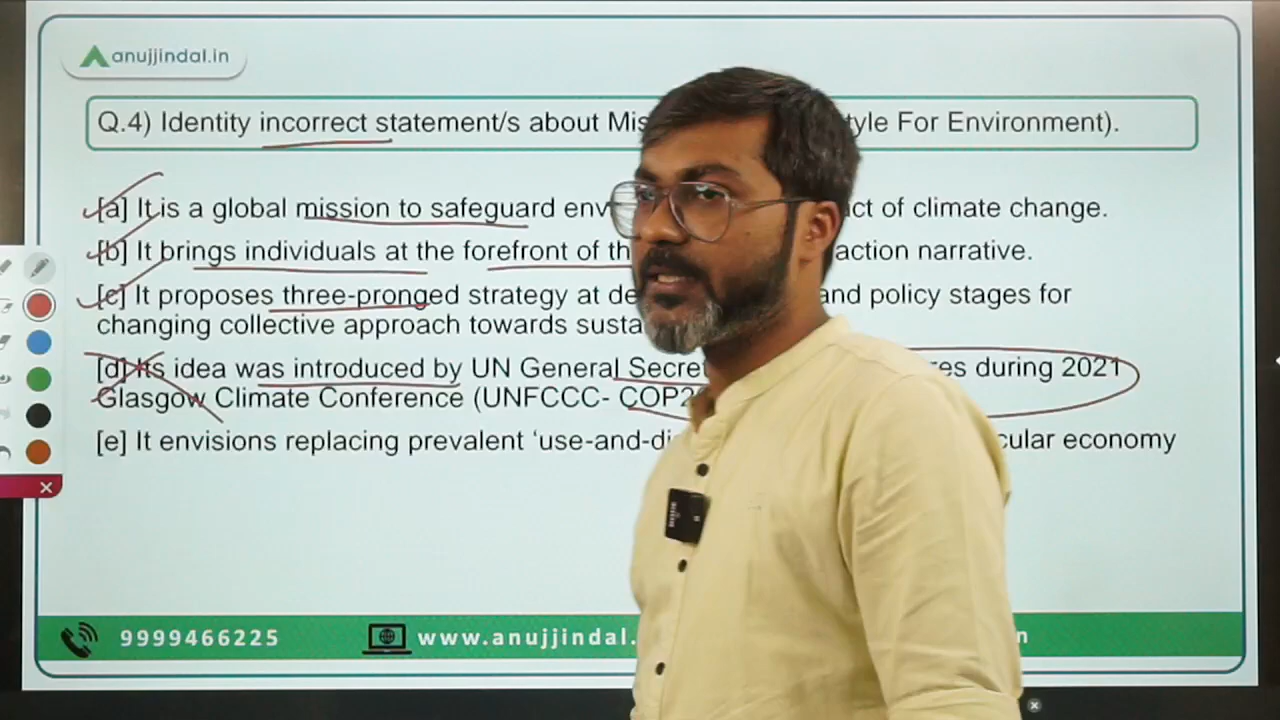 anujjindal.in
Q.4) Identity incorrect statement/s about Mis tyle For Environment).
[a] It is a global mission to safeguard env ct of climate change.
[b] It brings individuals at the forefront of th action narrative.
[c] It proposes three-pronged strategy at de and policy stages for
changing collective approach towards susta
[d] Its idea was introduced by UN General Secret es during 2021
Glasgow Climate Conference (UNFCCC- COP2
[e] It envisions replacing prevalent ‘use-and-di cular economy
9999466225 www.anujjindal. n